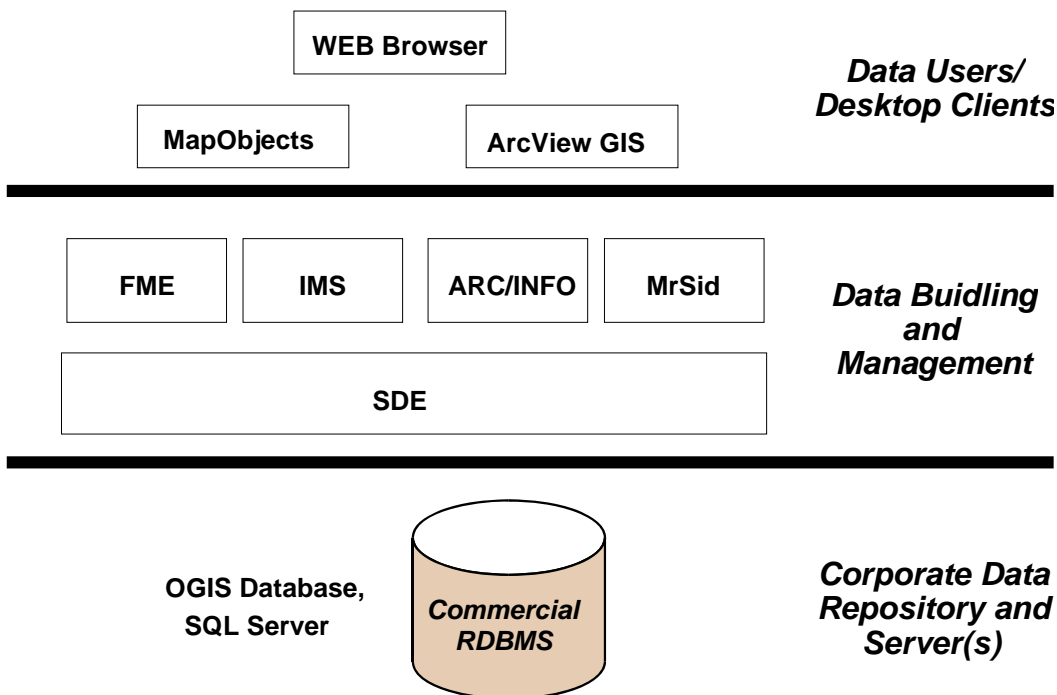 WEB Browser
Data Users/
Desktop Clients
MapObjects
ArcView GIS
FME
IMS
ARC/INFO
MrSid
Data Buidling
and
Management
SDE
OGIS Database,
SQL Server
Commercial
RDBMS
Corporate Data
Repository and
Server(s)